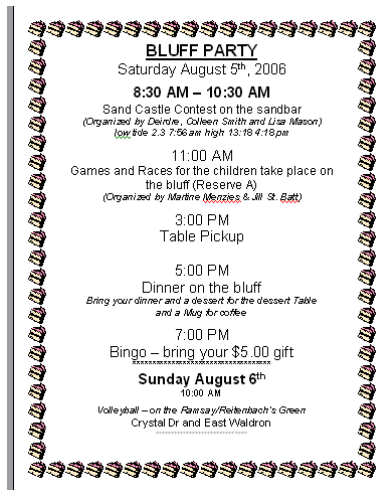 BLUFF PARTY
Saturday August 5th, 2006
8:30 AM – 10:30 AM
Sand Castle Contest on the sandbar
(Organized by Deirdre, Colleen Smith and Lisa Mason)
low tide 2.3 7:56am high 13:18 4:18pm
11:00 AM
Games and Races for the children take place on
the bluff (Reserve A)
(Organized by Martine Menzies & Jill St. Batt)
3:00 PM
Table Pickup
5:00 PM
Dinner on the bluff
Bring your dinner and a dessert for the dessert Table
and a Mug for coffee
7:00 PM
Bingo – bring your $5.00 gift
Sunday August 6th
10:00 AM
Volleyball – on the Ramsay/Reitenbach's Green
Crystal Dr and East Waldron